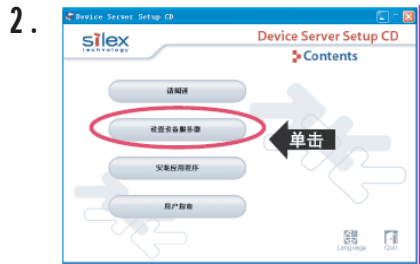 2.
Device Server Setup CD
silex
technology
Device Server Setup CD
Contents
请阅读
设置设备服务器
单击
安装应用程序
用户指南
Language
Quit